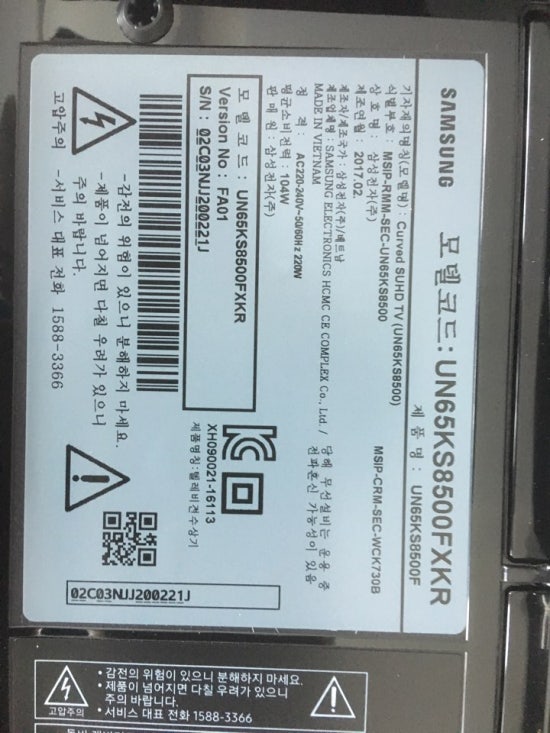 SAMSUNG
모델코드: UN65KS8500FXKR
제 품 명 : UN65KS8500F
기자재의명칭(모델명) : Curved SUHD TV (UN65KS8500)
식별부호 : MSIP-RMM-SEC-UN65KS8500
MSIP-CRM-SEC-WCK730B
상 호 명 : 삼성전자(주)
제조연월 : 2017.02.
제조자/제조국가 : 삼성전자(주)/베트남
제조업체명 : SAMSUNG ELECTRONICS HCMC CE COMPLEX Co., Ltd. /
MADE IN VIETNAM
당해 무선설비는 운용 중
전파혼신 가능성이 있음
정 격 : AC220-240V~50/60Hz 220W
평균소비전력 : 104W
판 매 원 : 삼성전자(주)
모 델 코 드 : UN65KS8500FXKR
Version No : FA01
S/N : 02C03NJJ200221J
XH090021-16113
제품명칭:텔레비전수상기
고압주의
-감전의 위험이 있으니 분해하지 마세요.
-제품이 넘어지면 다칠 우려가 있으니
주의 바랍니다.
-서비스 대표 전화 1588-3366
02C03NJJ200221J
고압주의
• 감전의 위험이 있으니 분해하지 마세요.
• 제품이 넘어지면 다칠 우려가 있으니
• 서비스 대표 전화 1588-3366